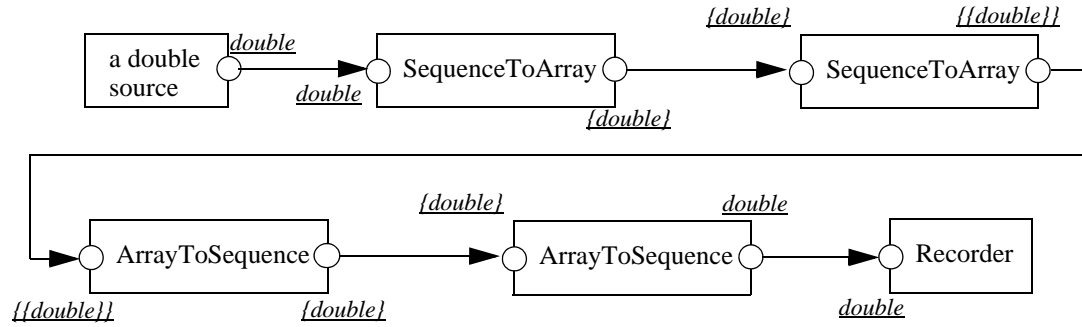 a double
source
double
double
SequenceToArray
{double}
{double}
SequenceToArray
{{double}}
{{double}}
ArrayToSequence
{double}
{double}
ArrayToSequence
double
double
Recorder